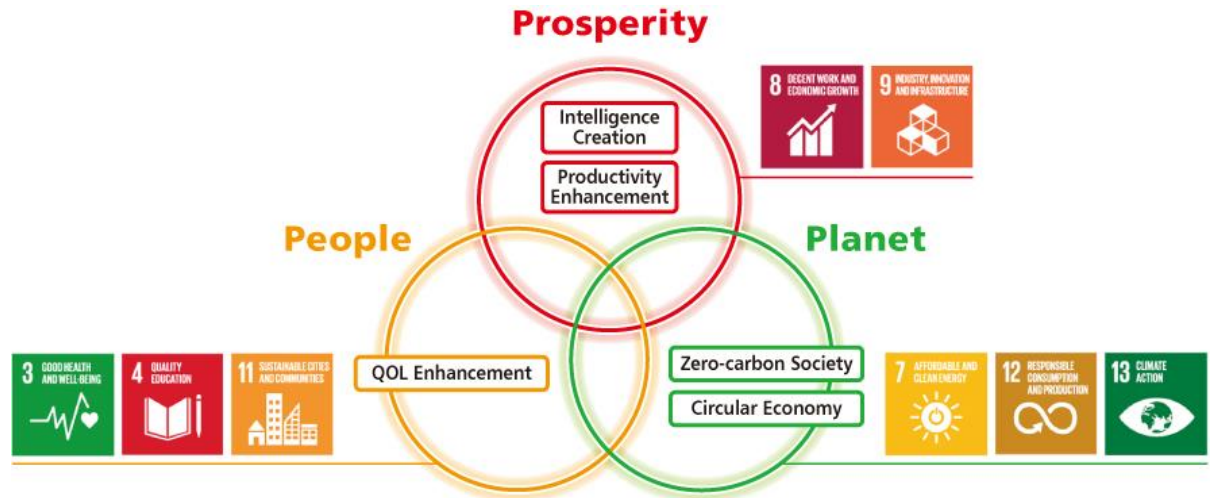 Prosperity
Intelligence
Creation
Productivity
Enhancement
8 DECENT WORK AND
ECONOMIC GROWTH
9 INDUSTRY, INNOVATION
AND INFRASTRUCTURE
People
Planet
3 GOOD HEALTH
AND WELL-BEING
4 QUALITY
EDUCATION
11 SUSTAINABLE CITIES
AND COMMUNITIES
QOL Enhancement
Zero-carbon Society
Circular Economy
7 AFFORDABLE AND
CLEAN ENERGY
12 RESPONSIBLE
CONSUMPTION
AND PRODUCTION
13 CLIMATE
ACTION